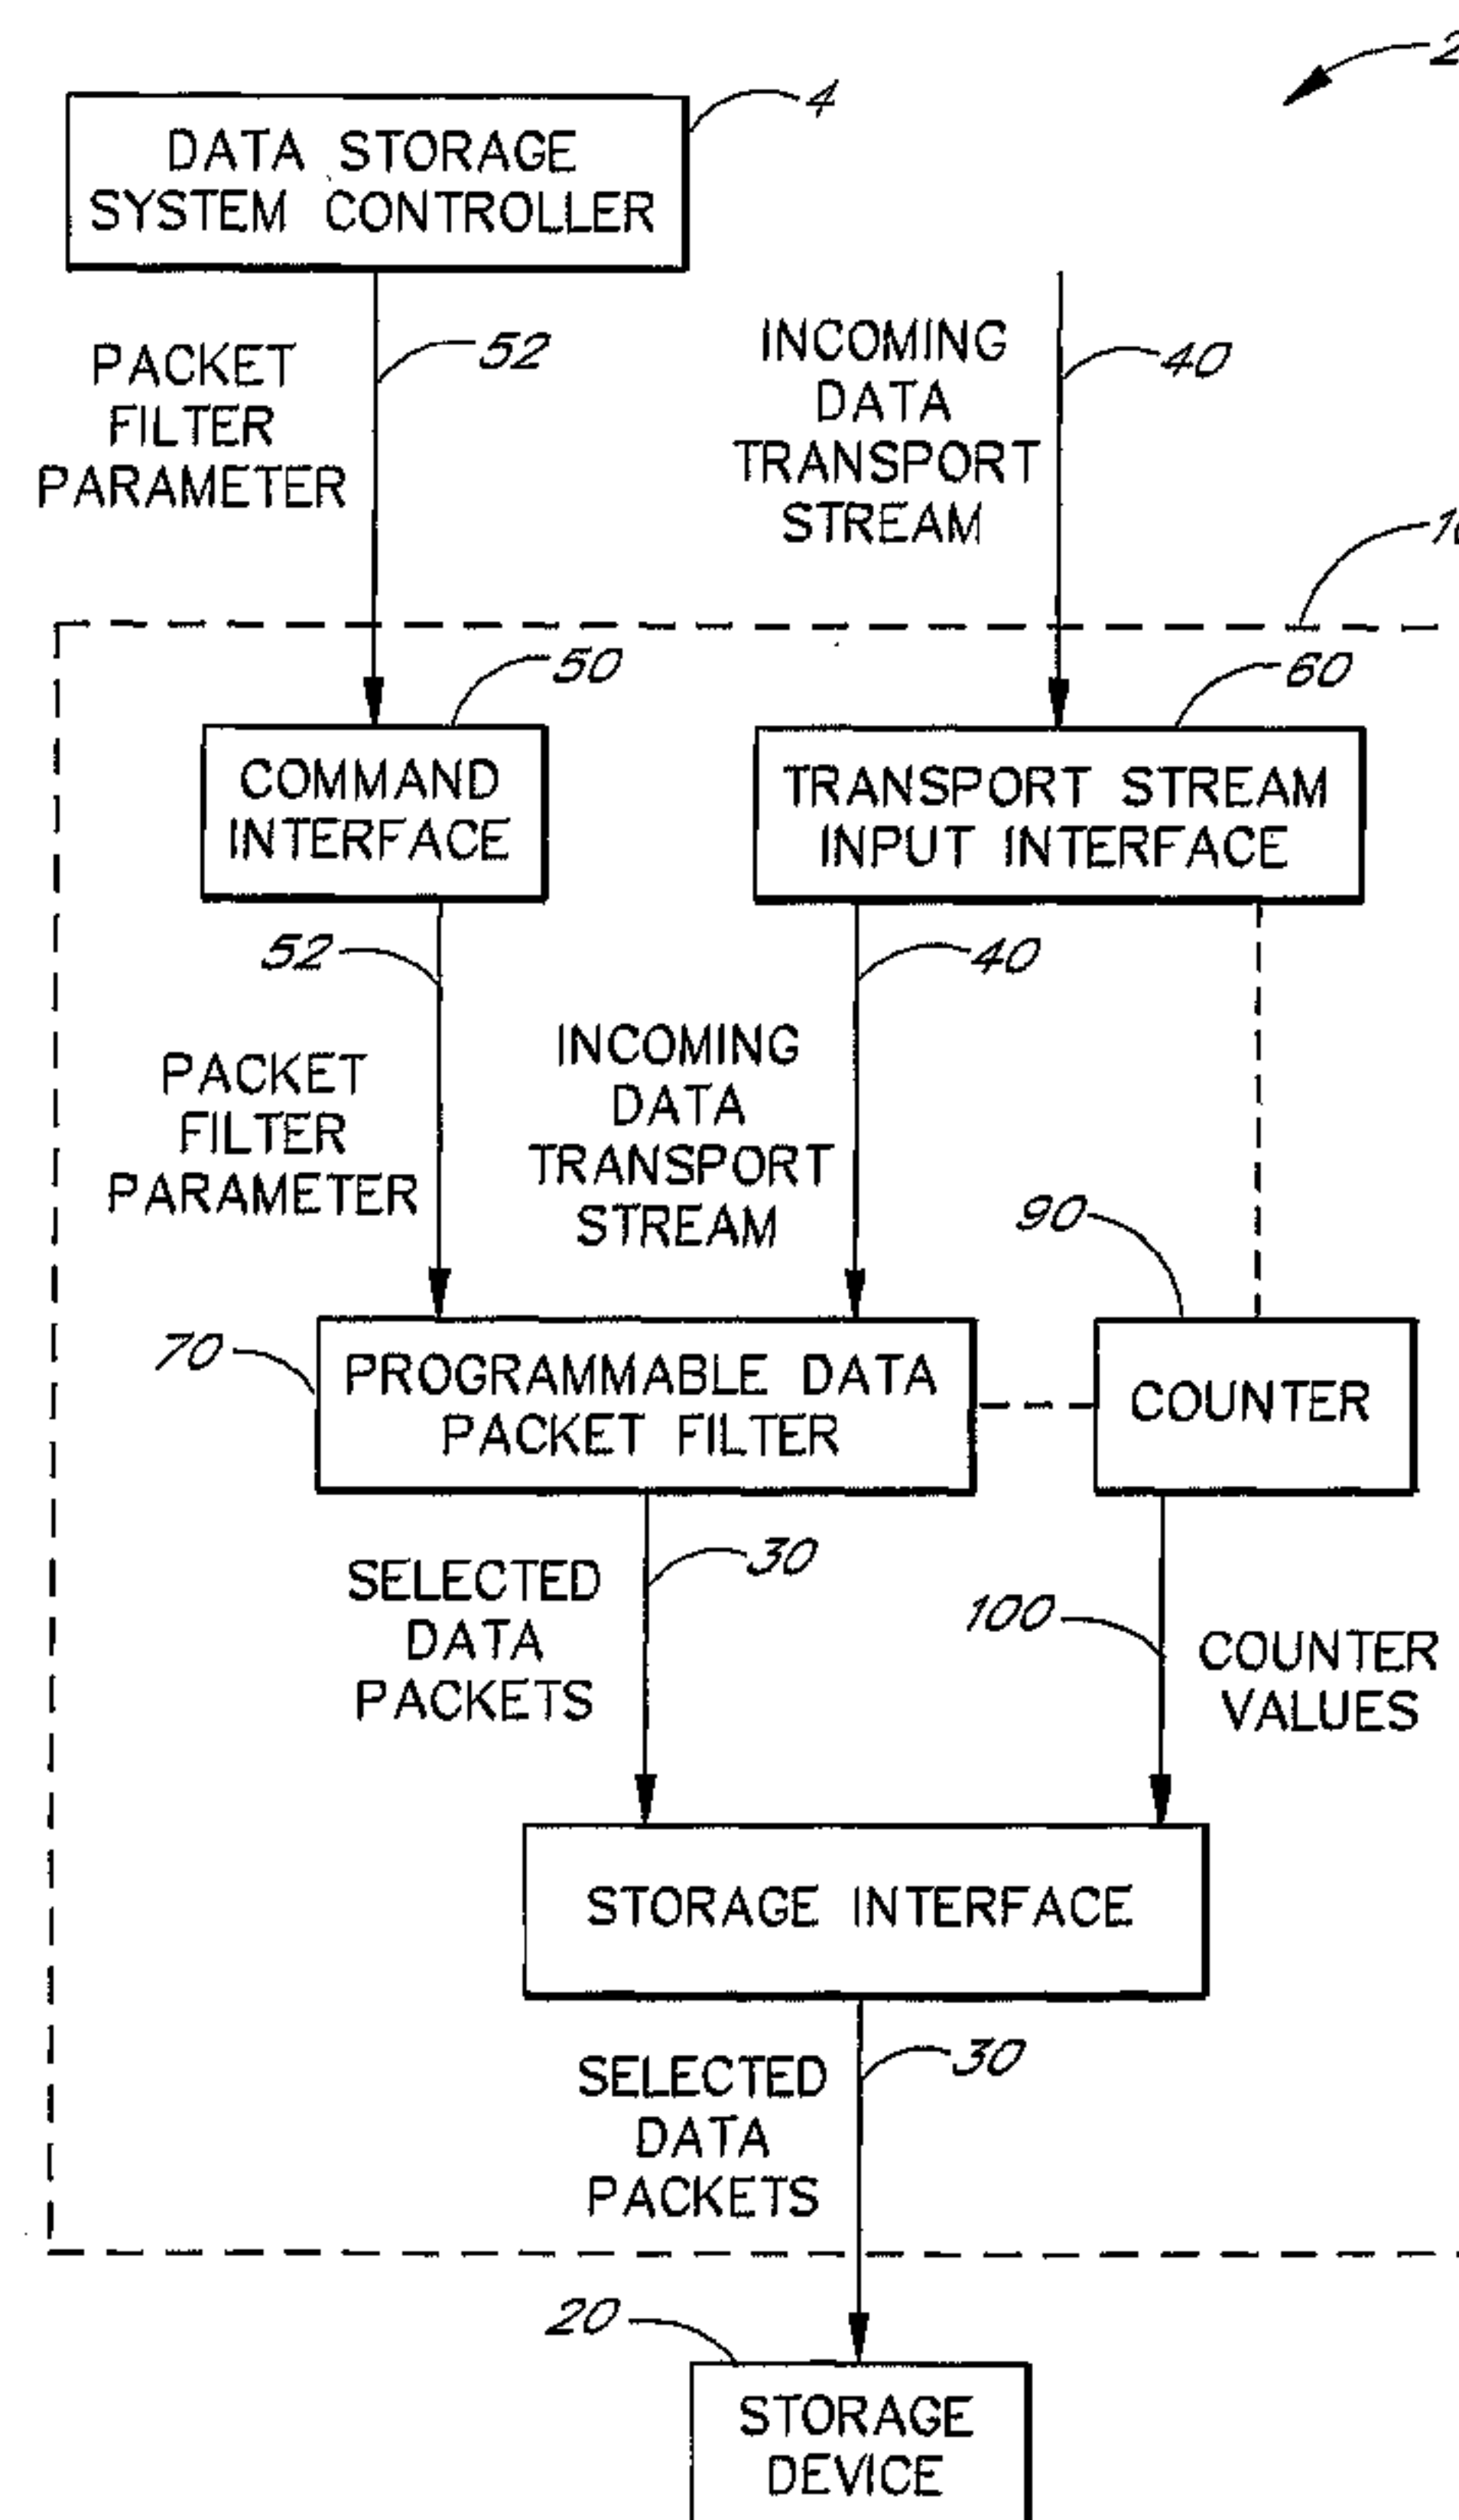 2
4
DATA STORAGE
SYSTEM CONTROLLER
52
PACKET
FILTER
PARAMETER
INCOMING
DATA
TRANSPORT
STREAM
40
50
60
COMMAND
INTERFACE
TRANSPORT STREAM
INPUT INTERFACE
52
40
PACKET
FILTER
PARAMETER
INCOMING
DATA
TRANSPORT
STREAM
90
70
PROGRAMMABLE DATA
PACKET FILTER
COUNTER
30
SELECTED
DATA
PACKETS
100
COUNTER
VALUES
STORAGE INTERFACE
30
SELECTED
DATA
PACKETS
20
STORAGE
DEVICE